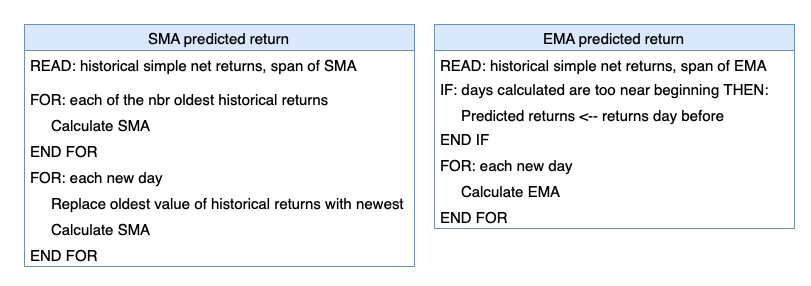 SMA predicted return
READ: historical simple net returns, span of SMA
FOR: each of the nbr oldest historical returns
Calculate SMA
END FOR
FOR: each new day
Replace oldest value of historical returns with newest
Calculate SMA
END FOR
EMA predicted return
READ: historical simple net returns, span of EMA
IF: days calculated are too near beginning THEN:
Predicted returns <-- returns day before
END IF
FOR: each new day
Calculate EMA
END FOR